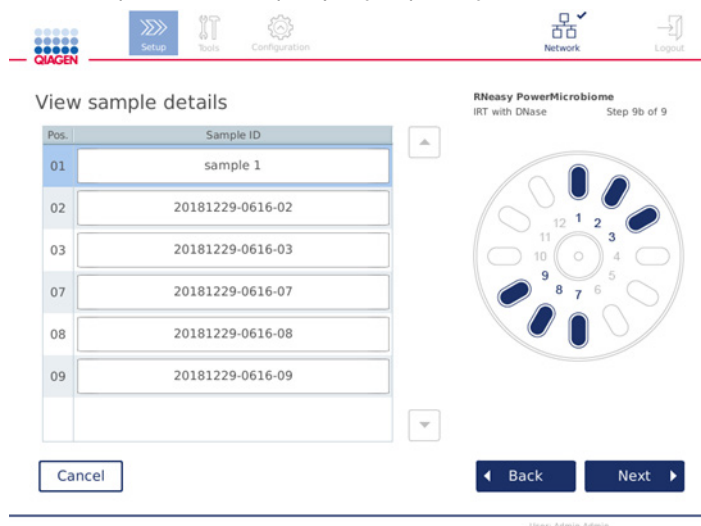 Setup
Tools
Configuration
Network
Logout
QIAGEN
View sample details
RNeasy PowerMicrobiome
IRT with DNase Step 9b of 9
Pos. Sample ID
01 sample 1
02 20181229-0616-02
03 20181229-0616-03
07 20181229-0616-07
08 20181229-0616-08
09 20181229-0616-09
12 1 2
11 3
10 4
9 5
8 7 6
Cancel
Back
Next
User: Admin Admin